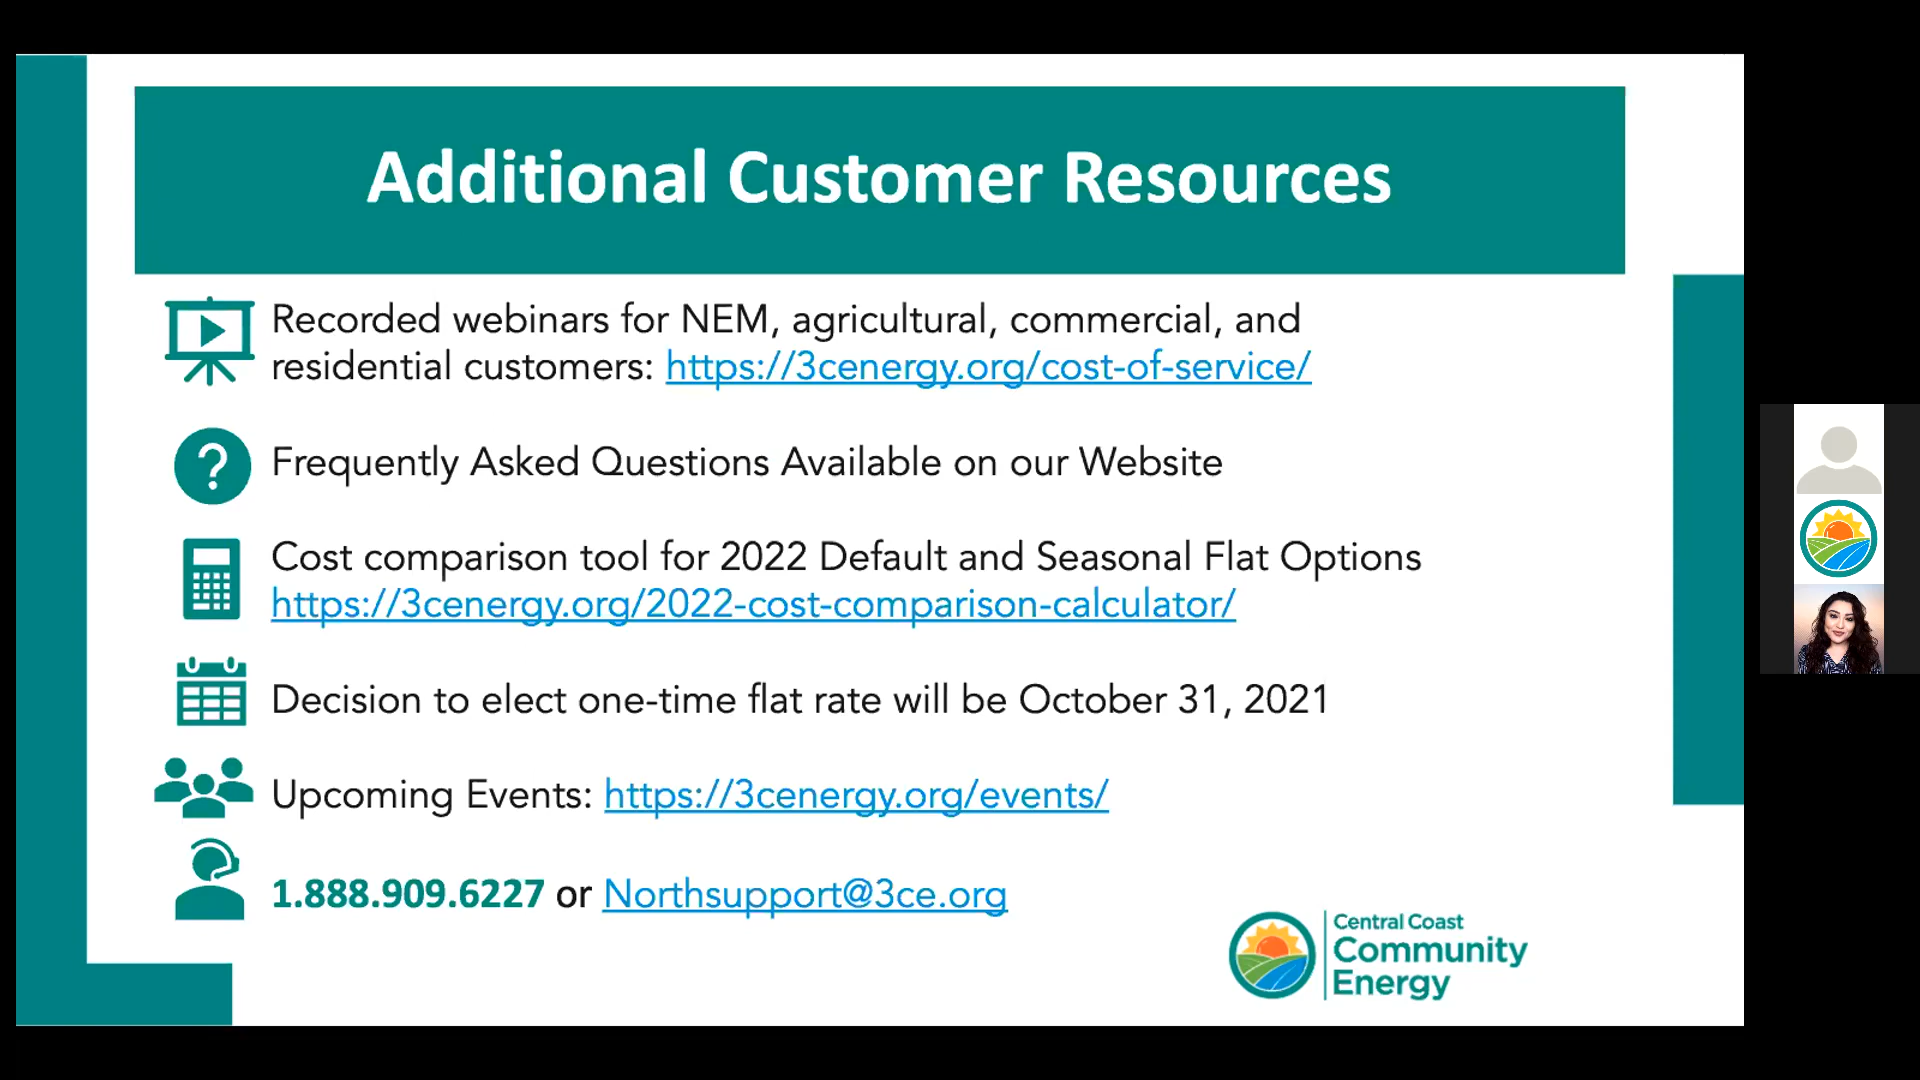 Additional Customer Resources
Recorded webinars for NEM, agricultural, commercial, and
residential customers: https://3cenergy.org/cost-of-service/
?
Frequently Asked Questions Available on our Website
Cost comparison tool for 2022 Default and Seasonal Flat Options
https://3cenergy.org/2022-cost-comparison-calculator/
Decision to elect one-time flat rate will be October 31, 2021
Upcoming Events: https://3cenergy.org/events/
1.888.909.6227 or Northsupport@3ce.org
Central Coast
Community
Energy